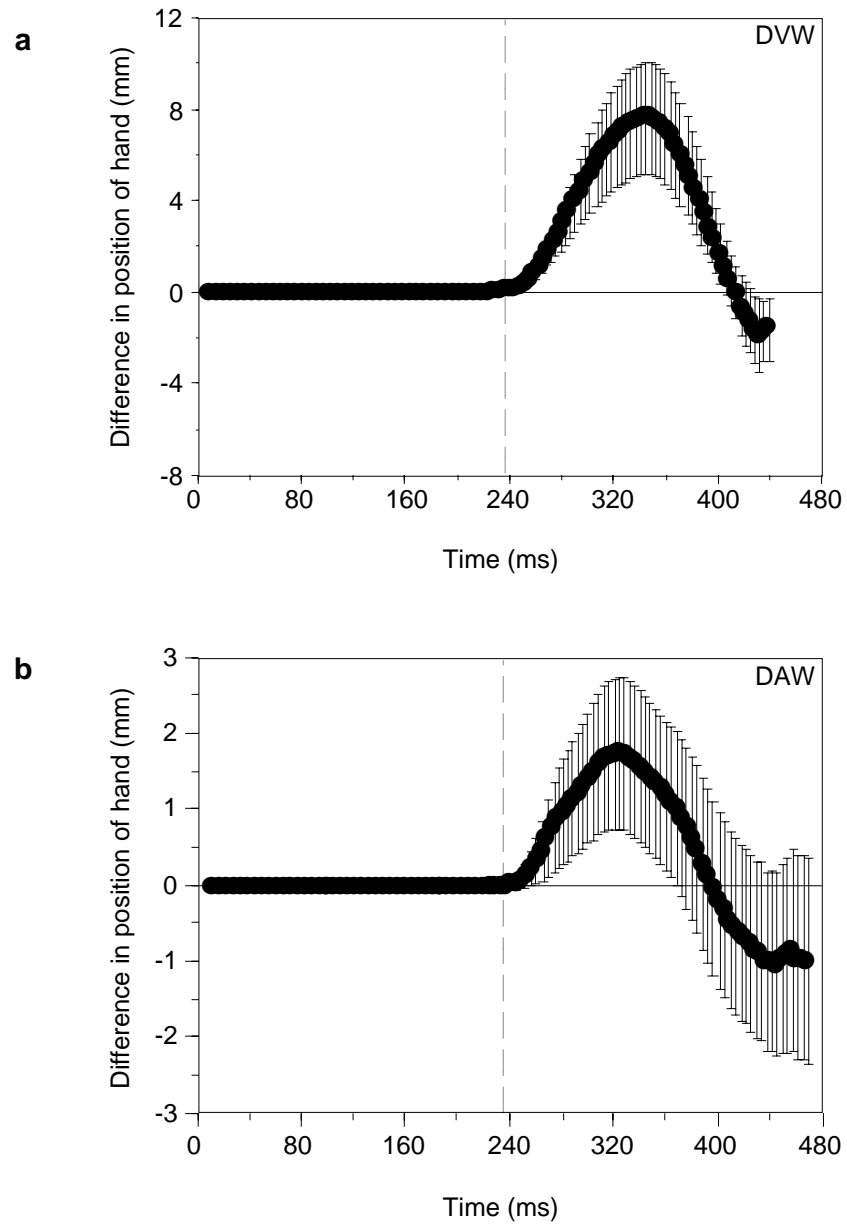 a
DVW
Difference in position of hand (mm)
12
8
4
0
-4
-8
0 80 160 240 320 400 480
Time (ms)
b
DAW
Difference in position of hand (mm)
3
2
1
0
-1
-2
-3
0 80 160 240 320 400 480
Time (ms)